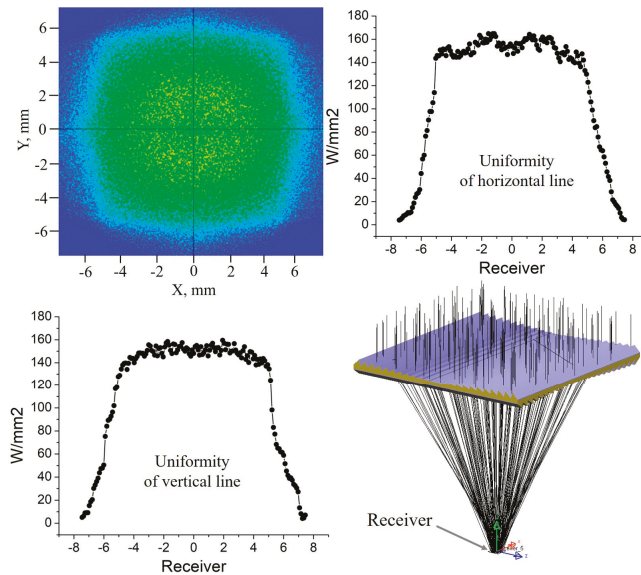 6
4
2
0
-2
-4
-6
Y, mm
-6 -4 -2 0 2 4 6
X, mm
180
160
140
120
100
80
60
40
20
0
W/mm2
Uniformity
of horizontal line
-8 -6 -4 -2 0 2 4 6 8
Receiver
180
160
140
120
100
80
60
40
20
0
W/mm2
Uniformity
of vertical line
-8 -6 -4 -2 0 2 4 6 8
Receiver
Receiver